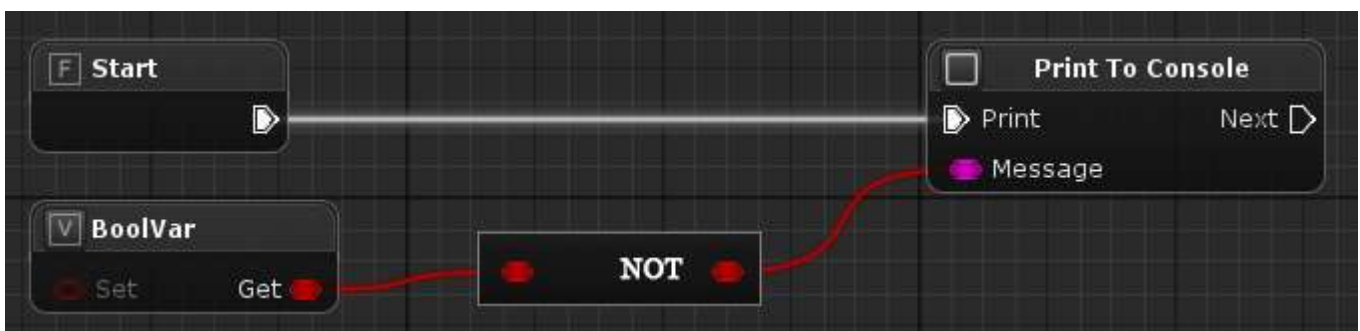 F Start
Print To Console
Print Next
Message
V BoolVar
Set Get
NOT